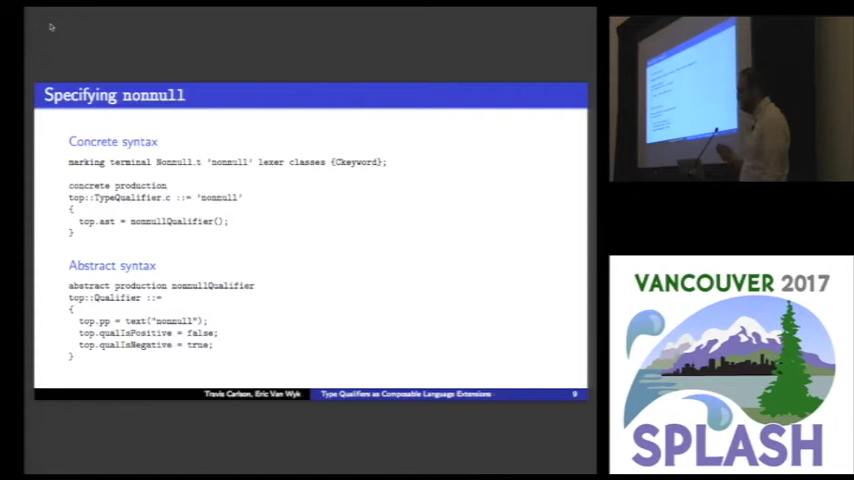 Specifying nonnull
Concrete syntax
marking terminal Nonnull_t 'nonnull' lexer classes {Ckeyword};
concrete production
top::TypeQualifier_c ::= 'nonnull'
{
top.ast = nonnullQualifier();
}
Abstract syntax
abstract production nonnullQualifier
top::Qualifier ::=
{
top.pp = text("nonnull");
top.qualIsPositive = false;
top.qualIsNegative = true;
}
Travis Carlson, Eric Van Wyk Type Qualifiers as Composable Language Extensions 9
VANCOUVER 2017
SPLASH